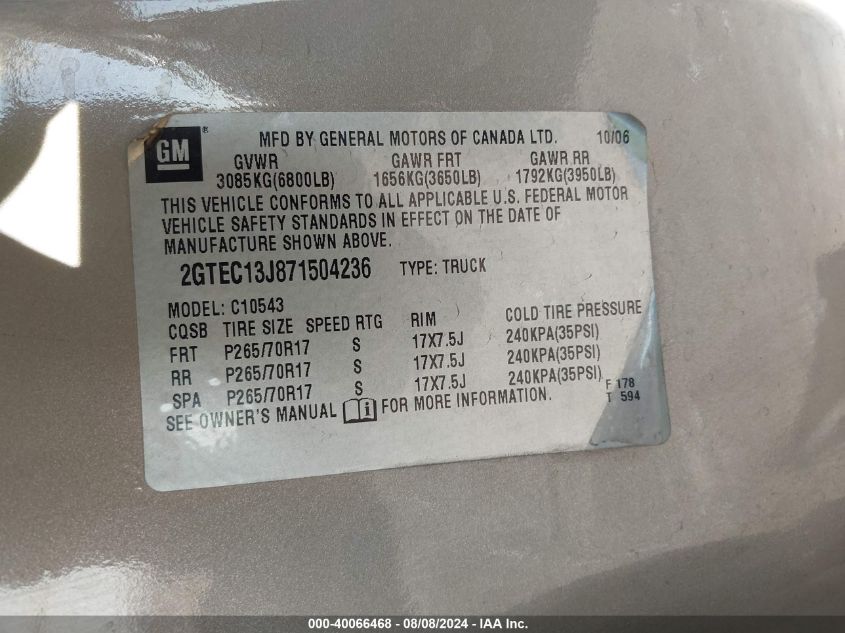 GM ® MFD BY GENERAL MOTORS OF CANADA LTD. 10/06
GVWR GAWR FRT GAWR RR
3085KG(6800LB) 1656KG(3650LB) 1792KG(3950LB)
THIS VEHICLE CONFORMS TO ALL APPLICABLE U.S. FEDERAL MOTOR
VEHICLE SAFETY STANDARDS IN EFFECT ON THE DATE OF
MANUFACTURE SHOWN ABOVE.
2GTEC13J871504236 TYPE: TRUCK
MODEL: C10543
CQSB TIRE SIZE SPEED RTG RIM COLD TIRE PRESSURE
FRT P265/70R17 S 17X7.5J 240KPA(35PSI)
RR P265/70R17 S 17X7.5J 240KPA(35PSI)
SPA P265/70R17 S 17X7.5J 240KPA(35PSI)
SEE OWNER'S MANUAL i FOR MORE INFORMATION.
F 178
T 594
000-40066468 - 08/08/2024 - IAA Holdings, LLC.